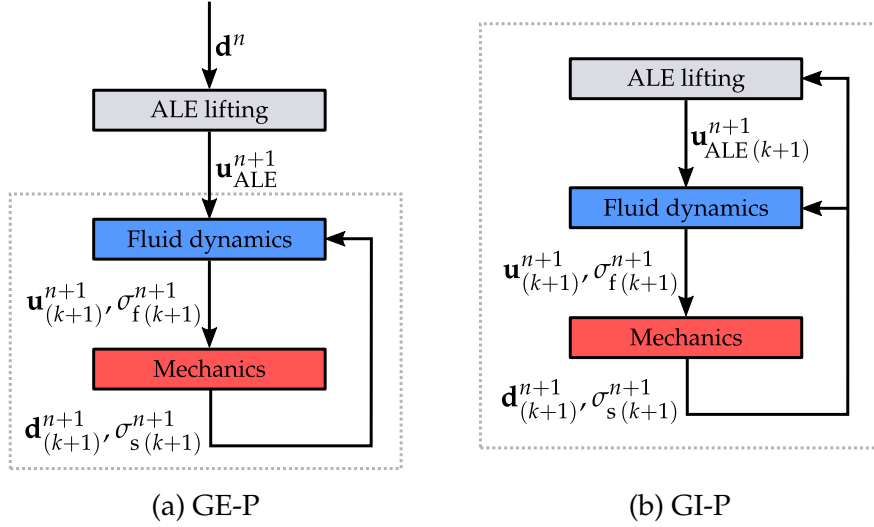 d^n
ALE lifting
u^{n+1}_{ALE}
Fluid dynamics
u^{n+1}_{(k+1)}, σ^{n+1}_{f (k+1)}
Mechanics
d^{n+1}_{(k+1)}, σ^{n+1}_{s (k+1)}
(a) GE-P
ALE lifting
u^{n+1}_{ALE (k+1)}
Fluid dynamics
u^{n+1}_{(k+1)}, σ^{n+1}_{f (k+1)}
Mechanics
d^{n+1}_{(k+1)}, σ^{n+1}_{s (k+1)}
(b) GI-P